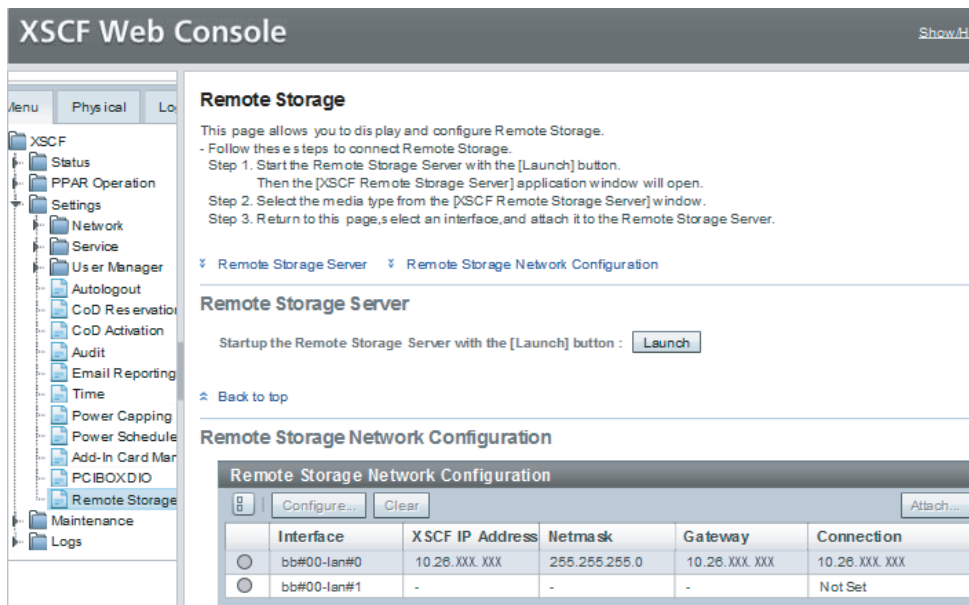 XSCF Web Console
Show/H
Menu Physical Lo
XSCF
Status
PPAR Operation
Settings
Network
Service
User Manager
Autologout
CoD Reservation
CoD Activation
Audit
Email Reporting
Time
Power Capping
Power Schedule
Add-In Card Man
PCIBOXDIO
Remote Storage
Maintenance
Logs
Remote Storage
This page allows you to display and configure Remote Storage.
- Follow these steps to connect Remote Storage.
Step 1. Start the Remote Storage Server with the [Launch] button.
Then the [XSCF Remote Storage Server] application window will open.
Step 2. Select the media type from the [XSCF Remote Storage Server] window.
Step 3. Return to this page,select an interface,and attach it to the Remote Storage Server.
Remote Storage Server Remote Storage Network Configuration
Remote Storage Server
Startup the Remote Storage Server with the [Launch] button : Launch
Back to top
Remote Storage Network Configuration
Remote Storage Network Configuration
Configure... Clear Attach...
Interface XSCF IP Address Netmask Gateway Connection
bb#00-lan#0 10.26.XXX.XXX 255.255.255.0 10.26.XXX.XXX 10.26.XXX.XXX
bb#00-lan#1 - - - Not Set